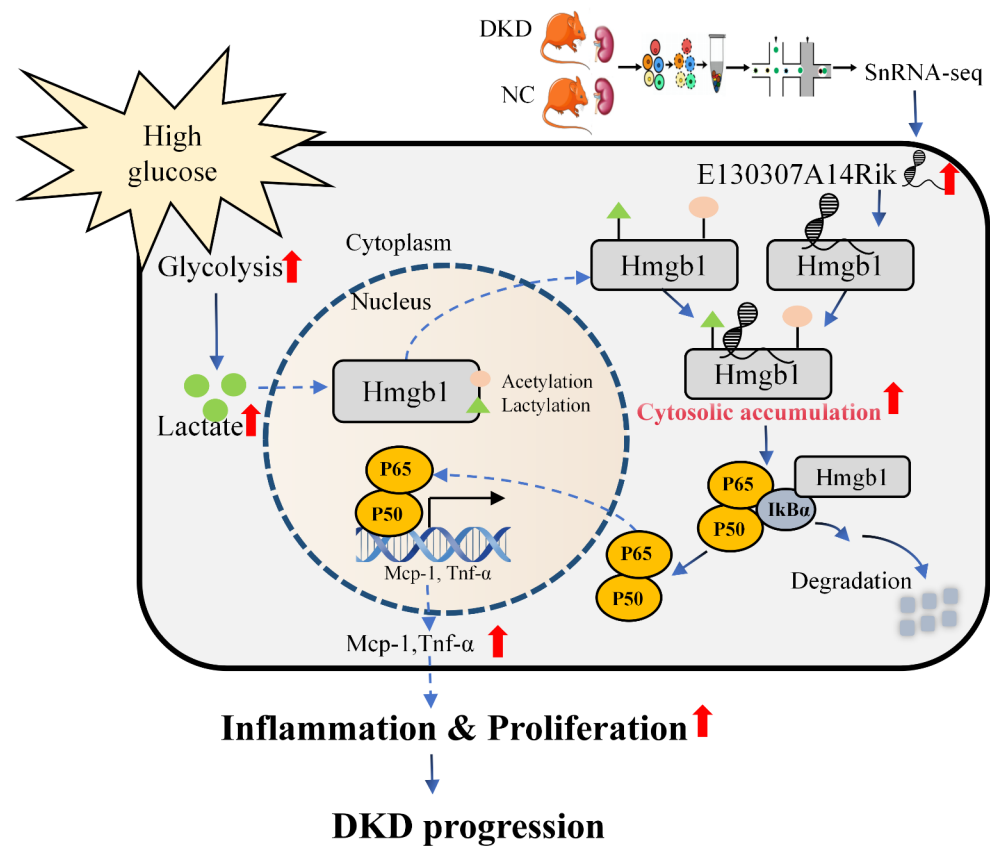 DKD
NC
SnRNA-seq
High
glucose
E130307A14Rik
Cytoplasm
Glycolysis
Hmgb1
Hmgb1
Nucleus
Hmgb1
Acetylation
Lactylation
Hmgb1
Lactate
Cytosolic accumulation
P65
P50
Mcp-1, Tnf-α
P65
P50
IkBα
Hmgb1
P65
P50
Degradation
Mcp-1,Tnf-α
Inflammation & Proliferation
DKD progression